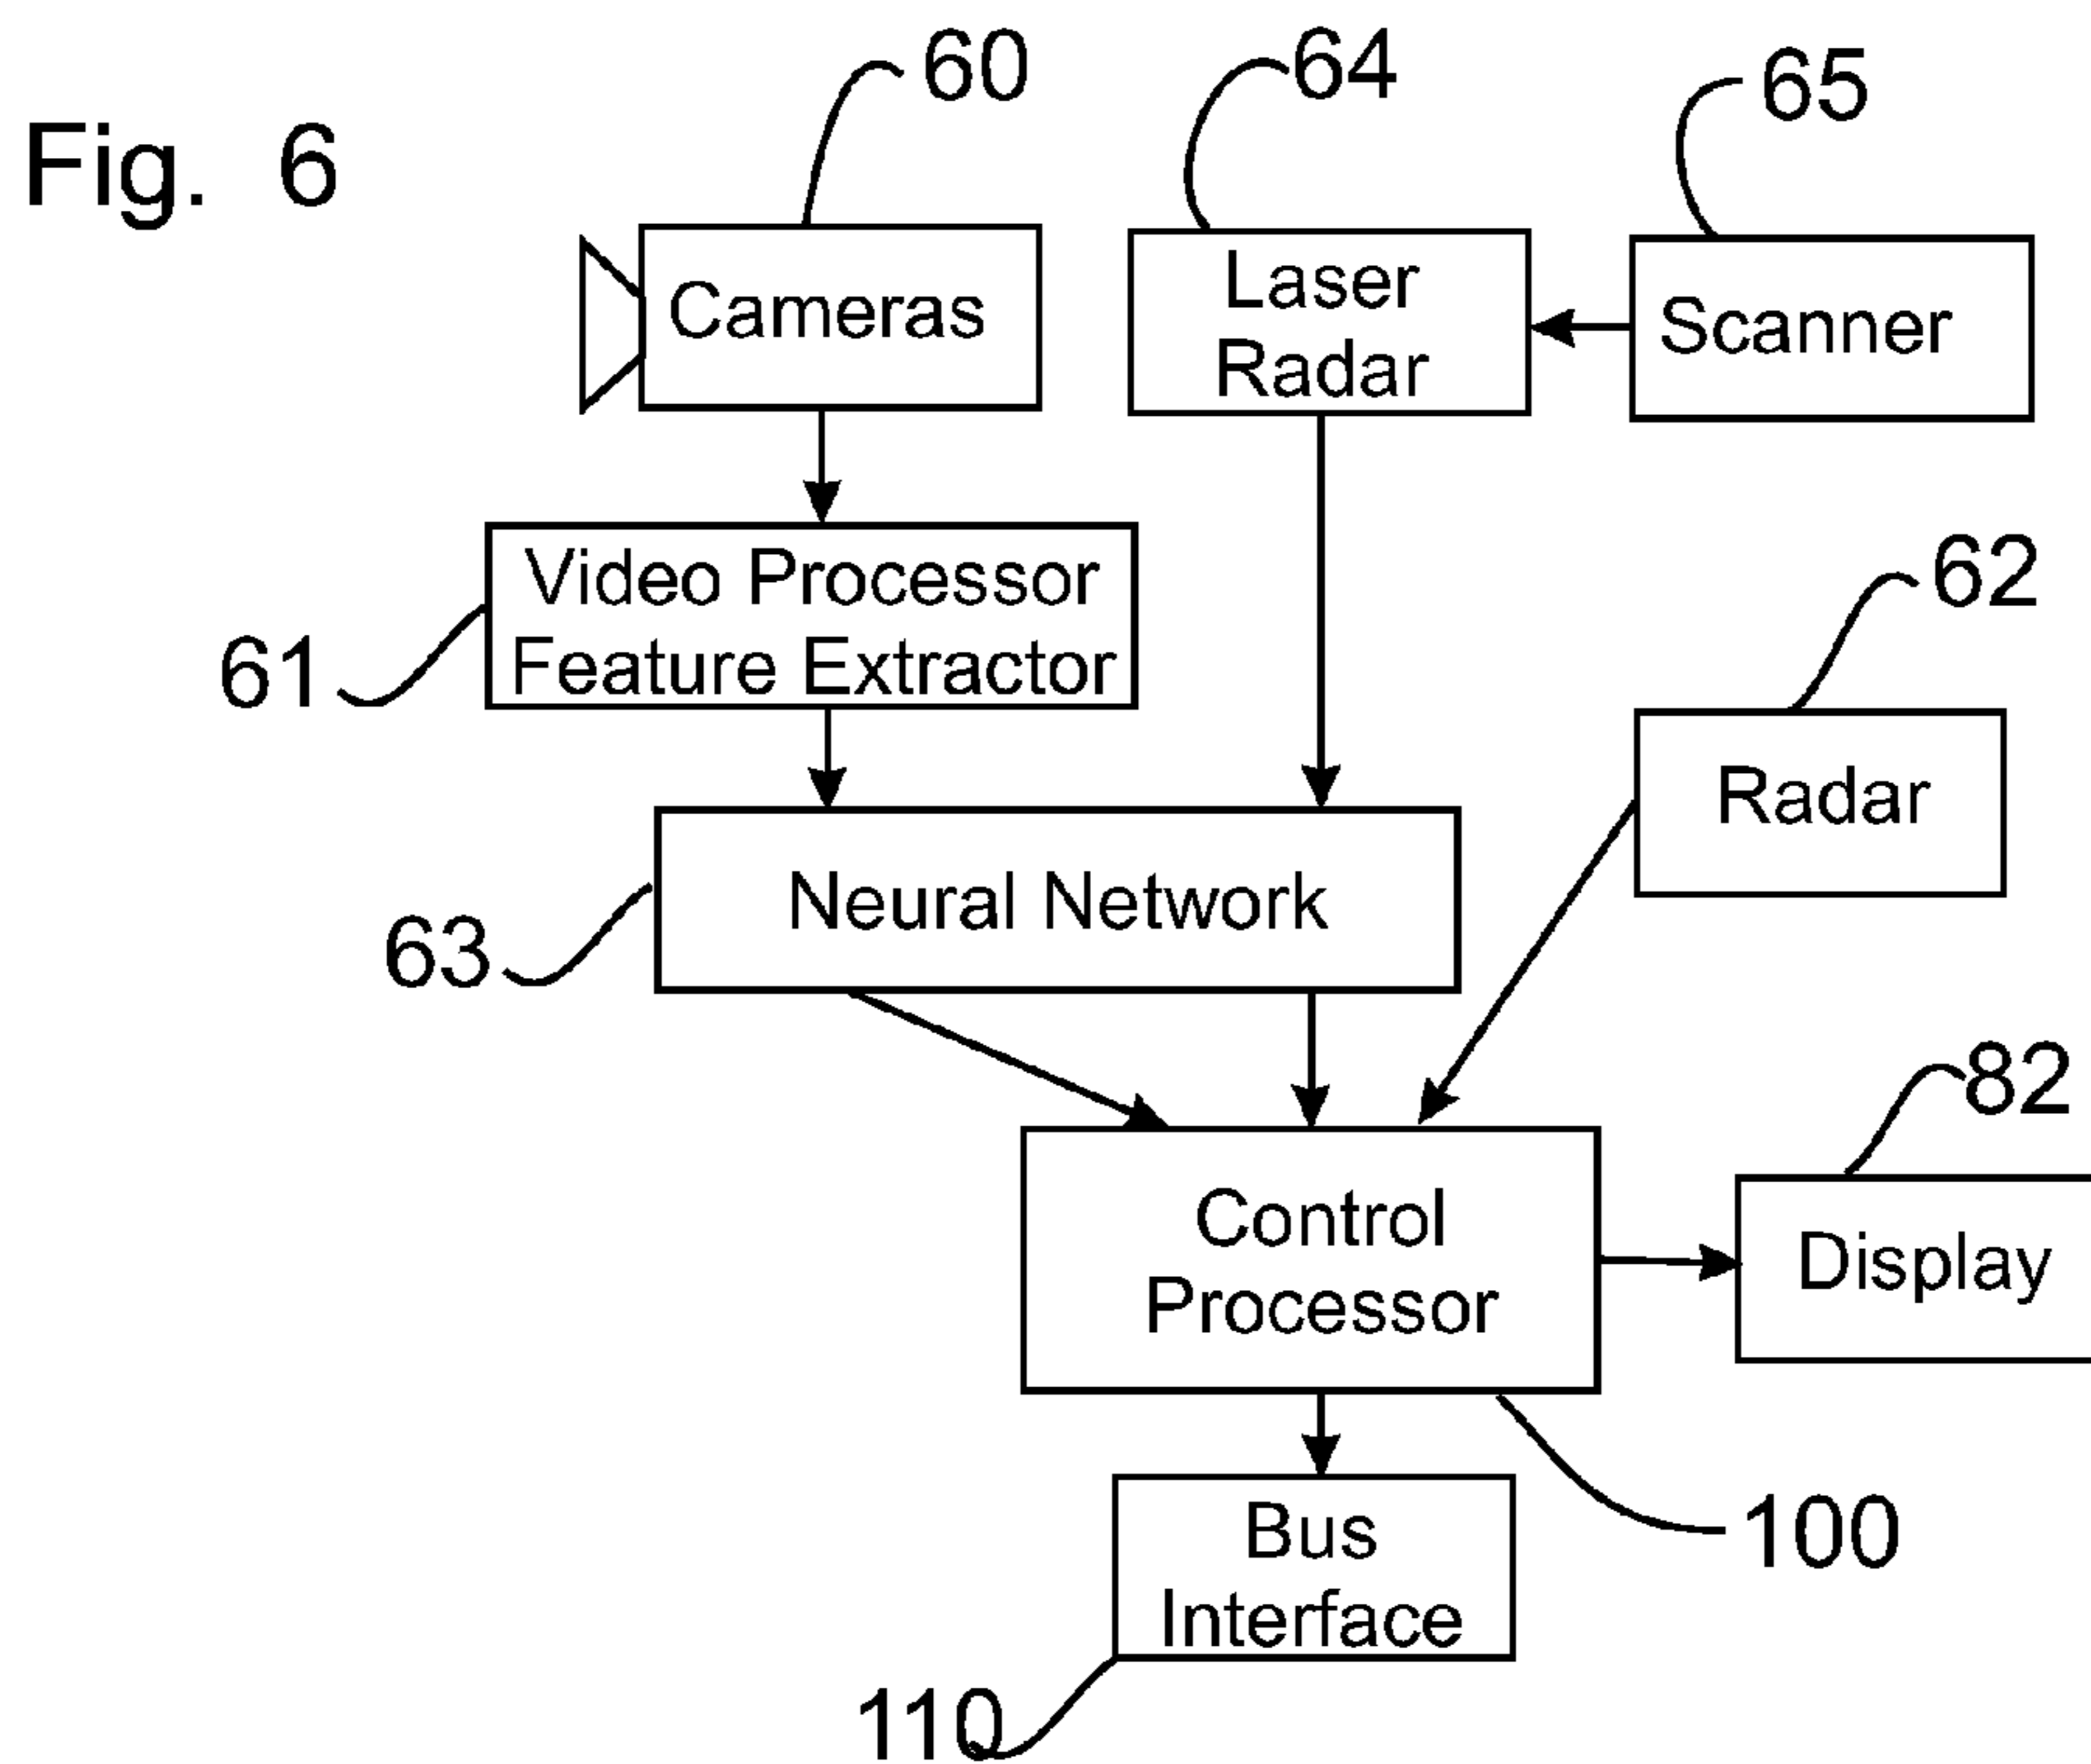 Fig. 6
60
64
65
Cameras
Laser
Radar
Scanner
Video Processor
Feature Extractor
61
62
Radar
Neural Network
63
82
Control
Processor
Display
Bus
Interface
100
110